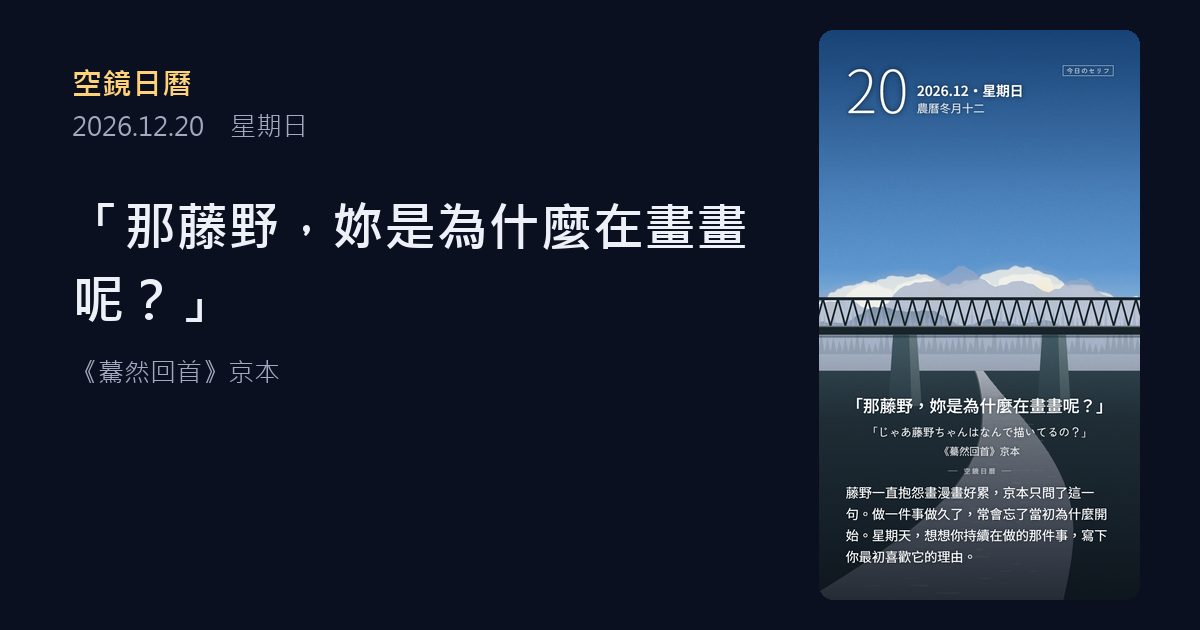 空鏡日曆
2026.12.20 星期日
「那藤野，妳是為什麼在畫畫
呢？」
《驀然回首》京本
20
2026.12・星期日
農曆冬月十二
今日のセリフ
「那藤野，妳是為什麼在畫畫呢？」
「じゃあ藤野ちゃんはなんで描いてるの？」
《驀然回首》京本
— 空鏡日曆 —
藤野一直抱怨畫漫畫好累，京本只問了這一
句。做一件事做久了，常會忘了當初為什麼開
始。星期天，想想你持續在做的那件事，寫下
你最初喜歡它的理由。